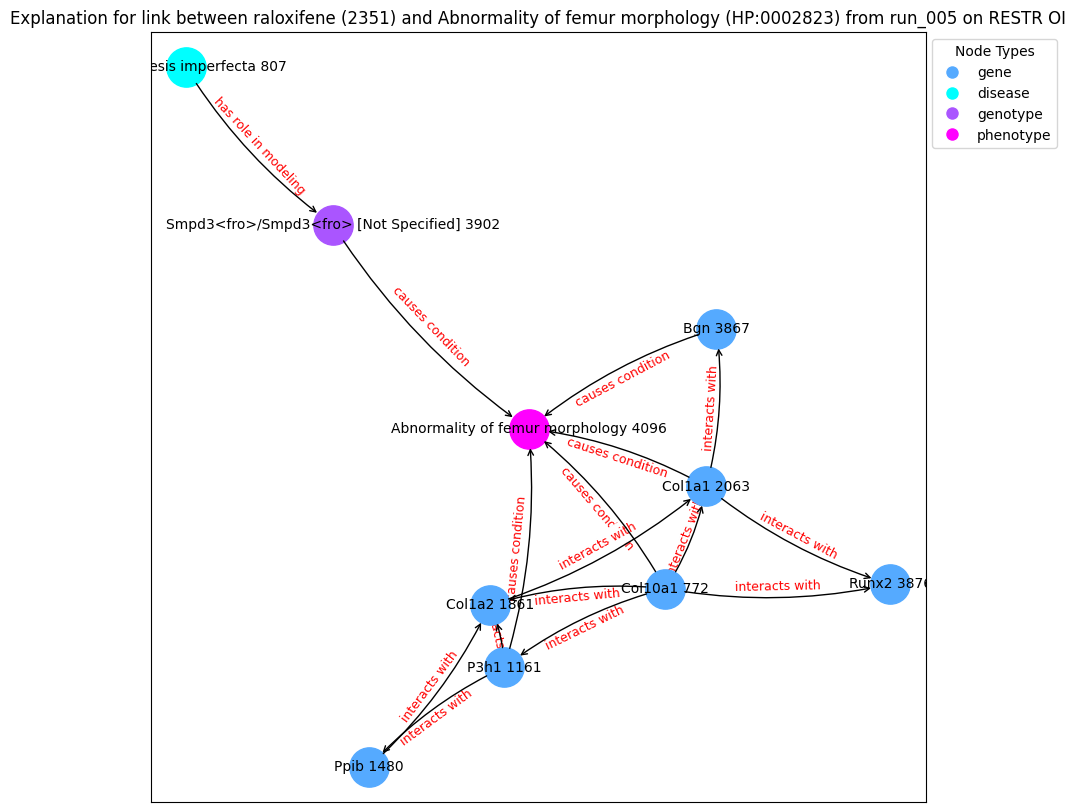 Explanation for link between raloxifene (2351) and Abnormality of femur morphology (HP:0002823) from run_005 on RESTR OI
Node Types
gene
disease
genotype
phenotype
esis imperfecta 807
has role in modeling
Smpd3<fro>/Smpd3<fro> [Not Specified] 3902
causes condition
Bgn 3867
causes condition
interacts with
Abnormality of femur morphology 4096
causes condition
Col1a1 2063
causes
interacts with
causes condition
interacts with
interacts with
Runx2 3876
Col10a1 772
interacts with
Col1a2 1861
interacts with
interacts with
P3h1 1161
interacts with
interacts with
Ppib 1480